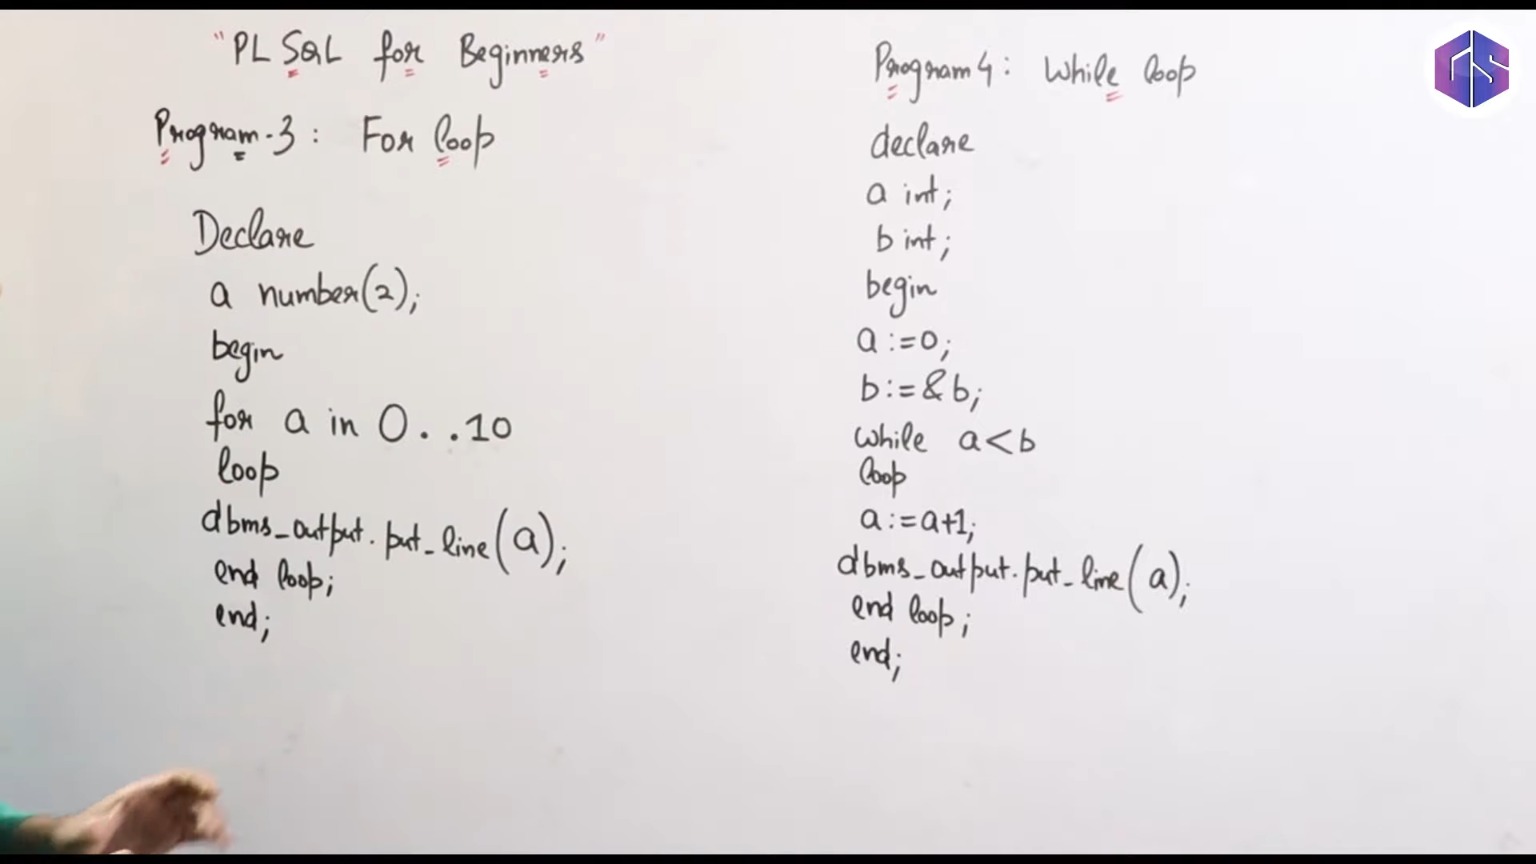 "PL SQL for Beginners"
Program-3: For loop
Declare
a number(2);
begin
for a in 0..10
loop
dbms_output.put_line(a);
end loop;
end;
Program 4: While loop
declare
a int;
b int;
begin
a:=0;
b:=&b;
while a<b
loop
a:=a+1;
dbms_output.put_line(a);
end loop;
end;